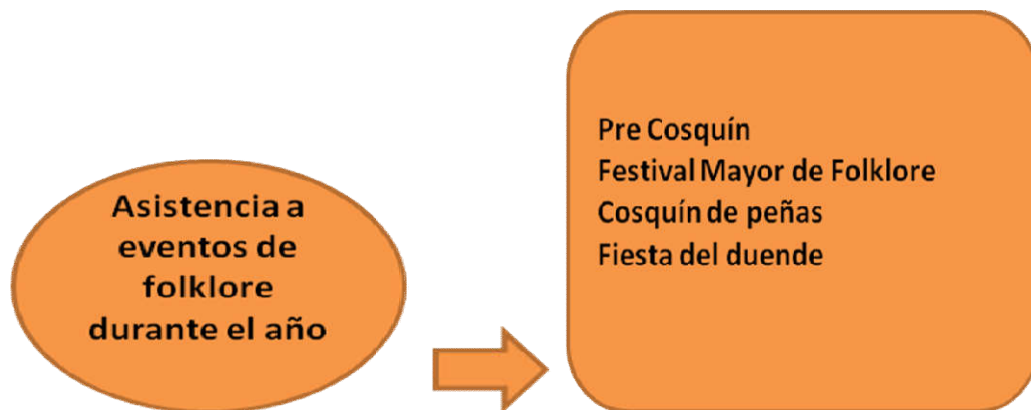 Asistencia a
eventos de
folklore
durante el año
Pre Cosquín
Festival Mayor de Folklore
Cosquín de peñas
Fiesta del duende